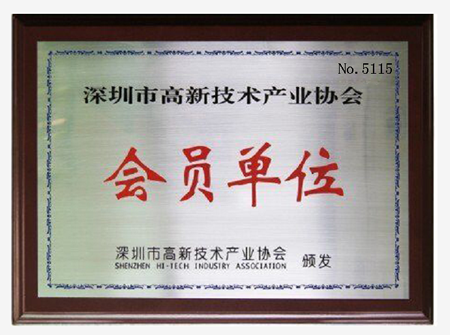 No.5115
深圳市高新技术产业协会
会员单位
深圳市高新技术产业协会
SHENZHEN HI-TECH INDUSTRY ASSOCIATION
颁发